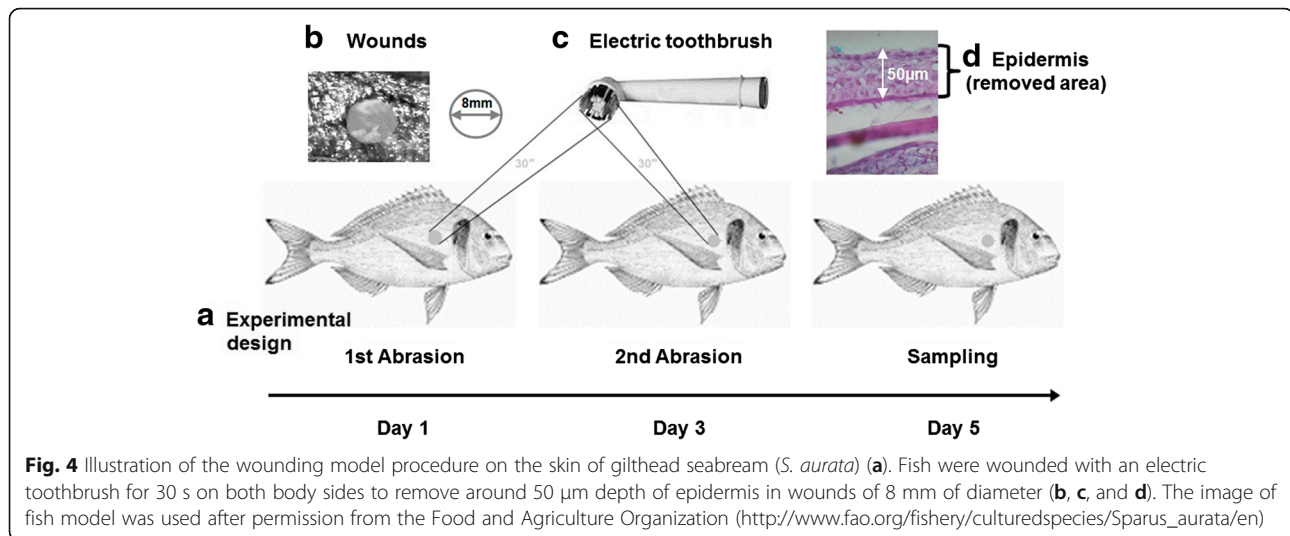 b Wounds
c Electric toothbrush
8mm
50µm
d Epidermis
(removed area)
30"
30"
a Experimental
design
1st Abrasion
2nd Abrasion
Sampling
Day 1
Day 3
Day 5
Fig. 4 Illustration of the wounding model procedure on the skin of gilthead seabream (S. aurata) (a). Fish were wounded with an electric
toothbrush for 30 s on both body sides to remove around 50 µm depth of epidermis in wounds of 8 mm of diameter (b, c, and d). The image of
fish model was used after permission from the Food and Agriculture Organization (http://www.fao.org/fishery/culturedspecies/Sparus_aurata/en)